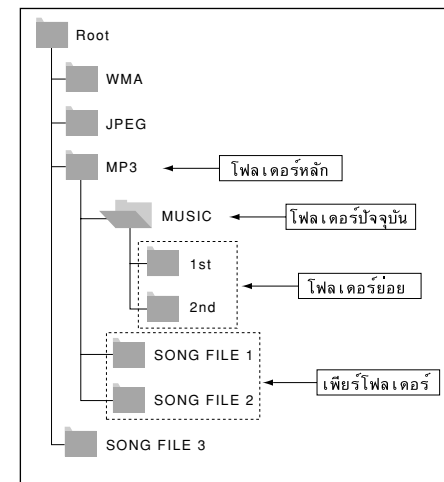 Root
WMA
JPEG
MP3 โฟลเดอร์หลัก
MUSIC โฟลเดอร์ปัจจุบัน
1st
โฟลเดอร์ย่อย
2nd
SONG FILE 1
เพียร์โฟลเดอร์
SONG FILE 2
SONG FILE 3